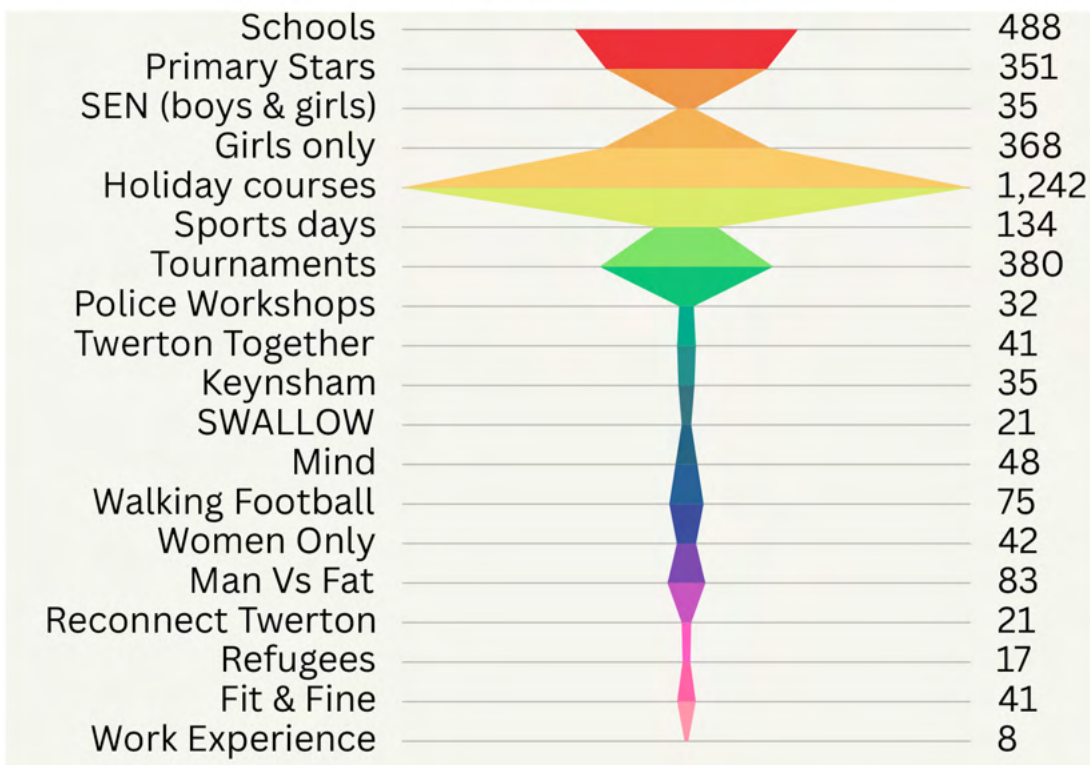 Schools 488
Primary Stars 351
SEN (boys & girls) 35
Girls only 368
Holiday courses 1,242
Sports days 134
Tournaments 380
Police Workshops 32
Twerton Together 41
Keynsham 35
SWALLOW 21
Mind 48
Walking Football 75
Women Only 42
Man Vs Fat 83
Reconnect Twerton 21
Refugees 17
Fit & Fine 41
Work Experience 8